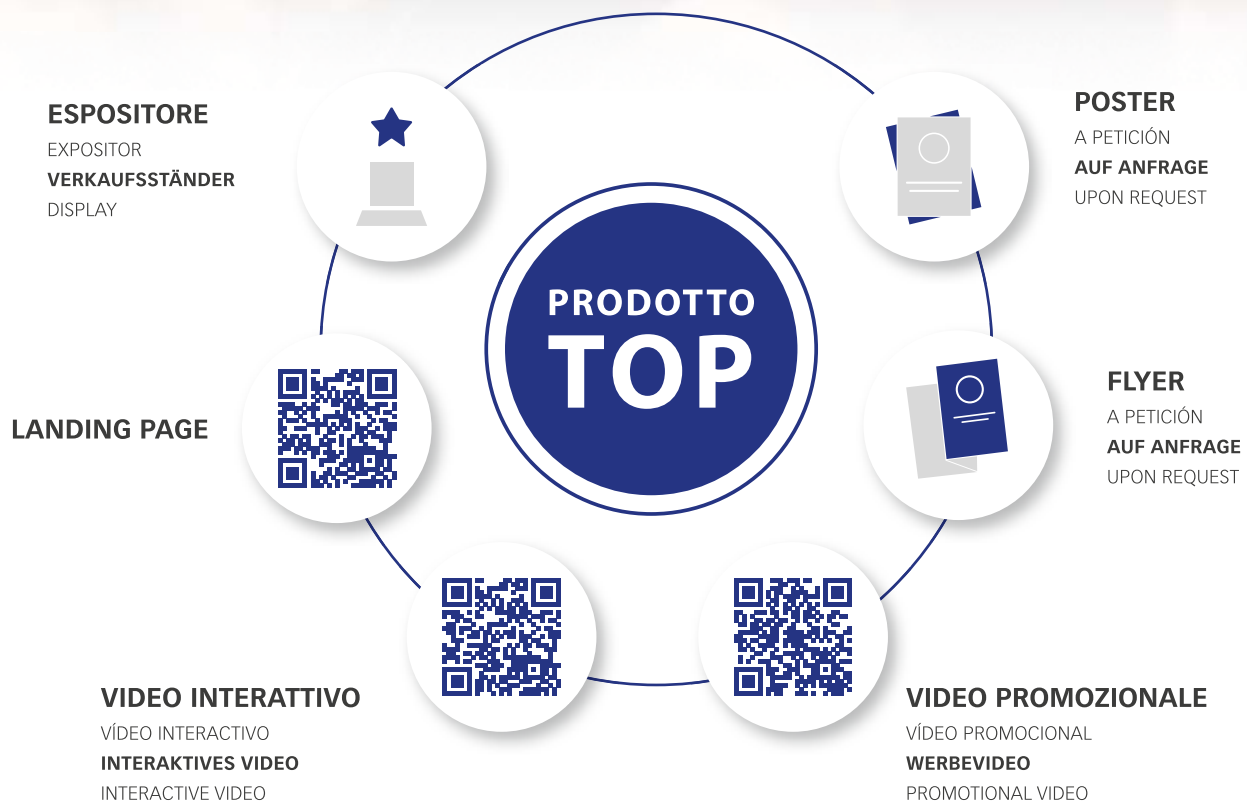 ESPOSITORE
EXPOSITOR
VERKAUFSSTÄNDER
DISPLAY
POSTER
A PETICIÓN
AUF ANFRAGE
UPON REQUEST
PRODOTTO
TOP
LANDING PAGE
FLYER
A PETICIÓN
AUF ANFRAGE
UPON REQUEST
VIDEO INTERATTIVO
VÍDEO INTERACTIVO
INTERAKTIVES VIDEO
INTERACTIVE VIDEO
VIDEO PROMOZIONALE
VÍDEO PROMOCIONAL
WERBEVIDEO
PROMOTIONAL VIDEO